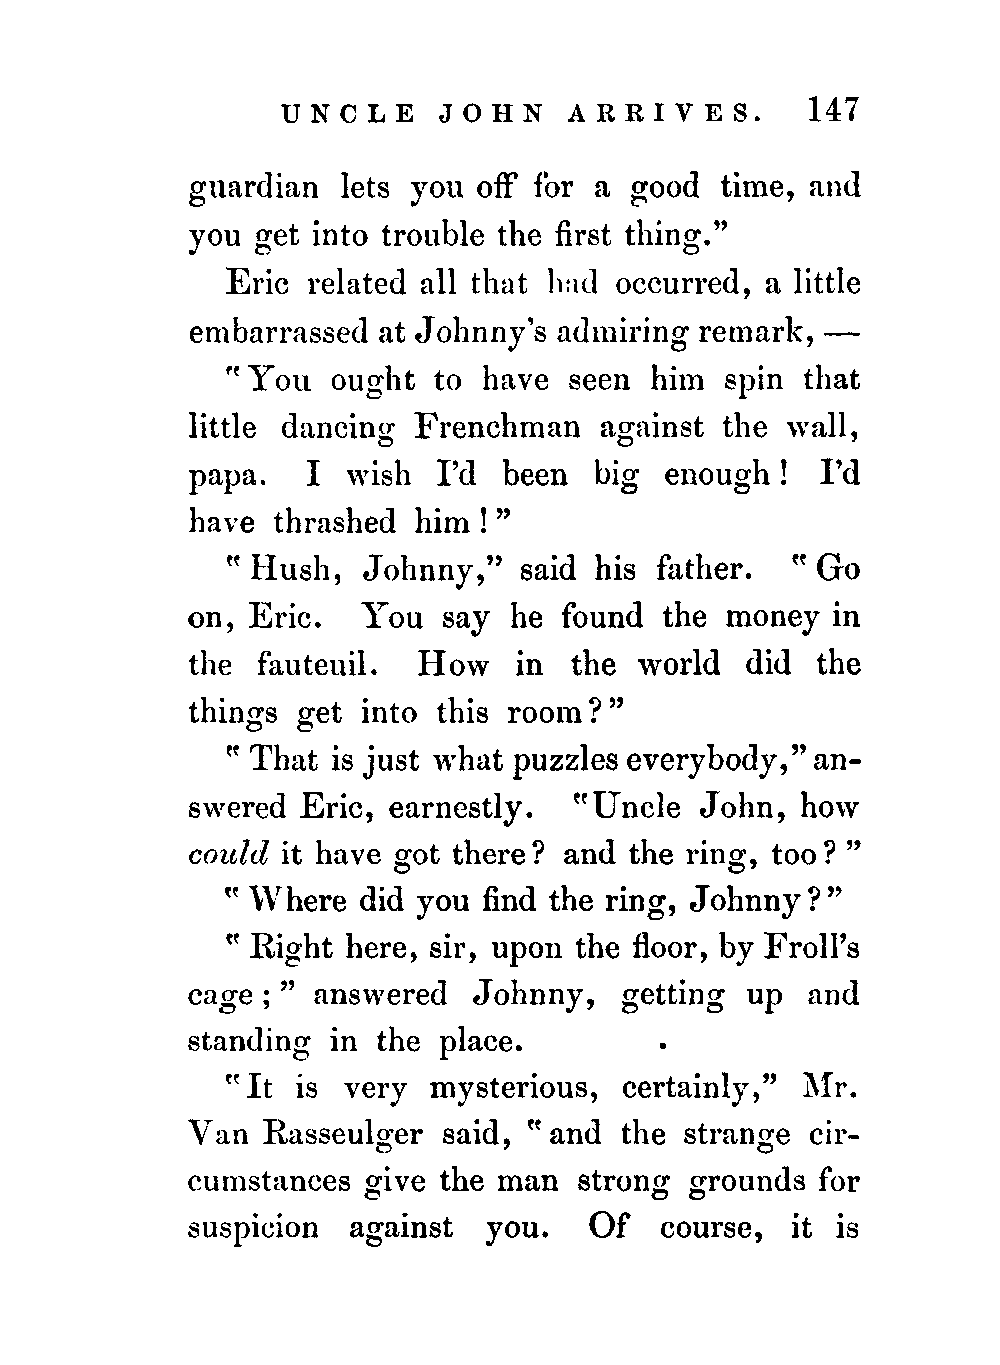 UNCLE JOHN ARRIVES. 147
guardian lets you off for a good time, and
you get into trouble the first thing.”
Eric related all that had occurred, a little
embarrassed at Johnny’s admiring remark, —
“You ought to have seen him spin that
little dancing Frenchman against the wall,
papa. I wish I’d been big enough! I’d
have thrashed him!”
“Hush, Johnny,” said his father. “Go
on, Eric. You say he found the money in
the fauteuil. How in the world did the
things get into this room?”
“That is just what puzzles everybody,” an-
swered Eric, earnestly. “Uncle John, how
could it have got there? and the ring, too?”
“Where did you find the ring, Johnny?”
“Right here, sir, upon the floor, by Froll’s
cage;” answered Johnny, getting up and
standing in the place.
“It is very mysterious, certainly,” Mr.
Van Rasseulger said, “and the strange cir-
cumstances give the man strong grounds for
suspicion against you. Of course, it is